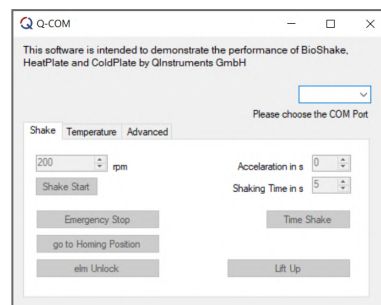 Q-COM
This software is intended to demonstrate the performance of BioShake,
HeatPlate and ColdPlate by QInstruments GmbH
Please choose the COM Port
Shake Temperature Advanced
200 rpm Accelaration in s 0
Shake Start Shaking Time in s 5
Emergency Stop Time Shake
go to Homing Position
elm Unlock Lift Up